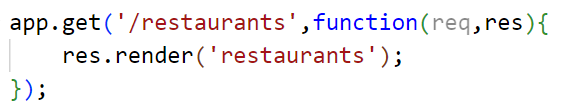 app.get('/restaurants',function(req,res){
    res.render('restaurants');
});